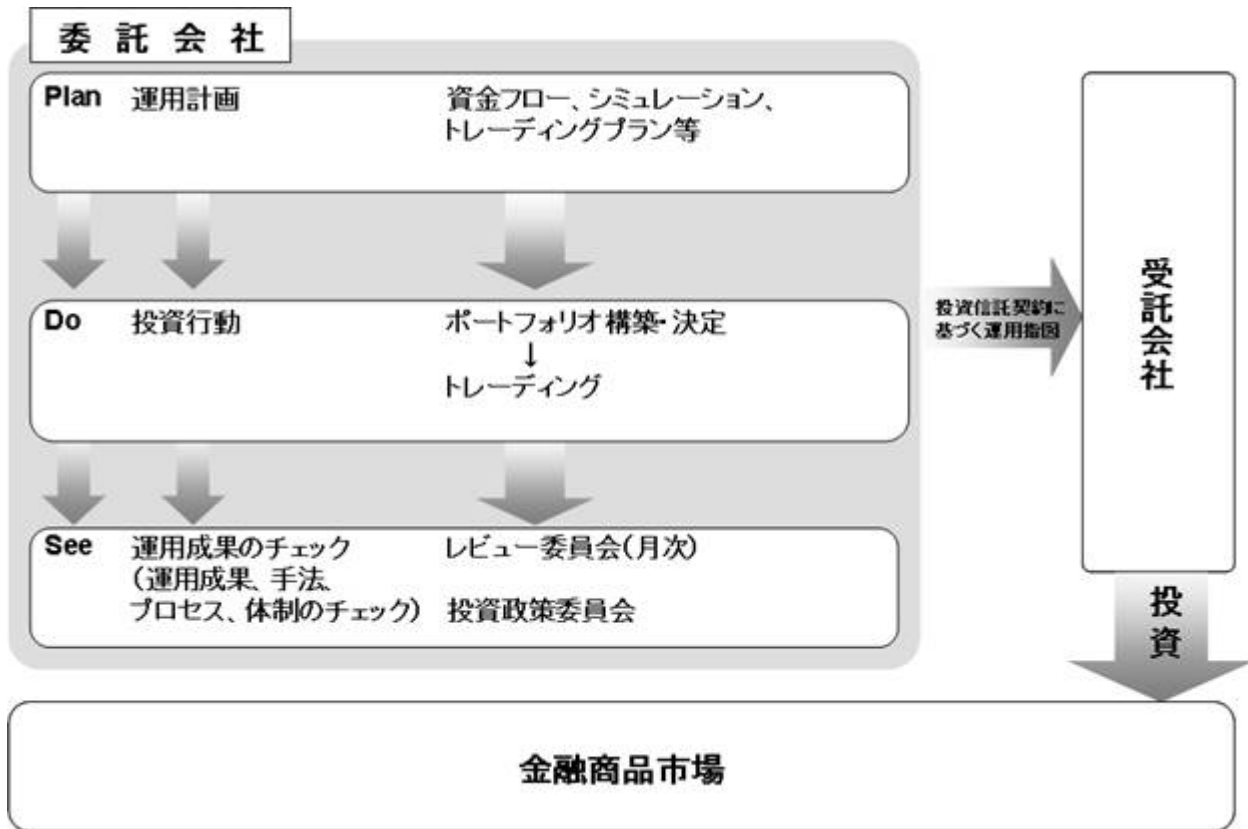 委託会社
Plan 運用計画 資金フロー、シミュレーション、
トレーディングプラン等
Do 投資行動 ポートフォリオ構築・決定
↓
トレーディング
See 運用成果のチェック レビュー委員会(月次)
(運用成果、手法、
プロセス、体制のチェック) 投資政策委員会
投資信託契約に
基づく運用指図
受託会社
投資
金融商品市場